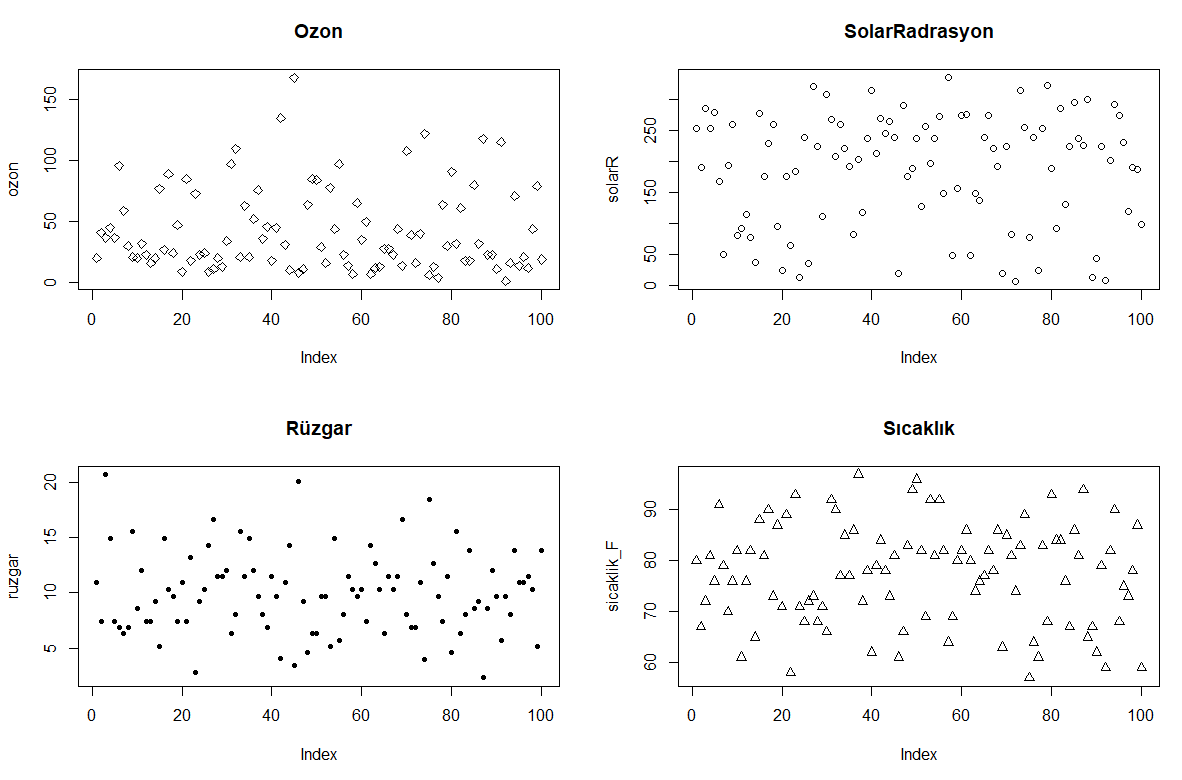 Ozon
ozon
150
100
50
0
0 20 40 60 80 100
Index
SolarRadrasyon
solarR
250
150
50
0
0 20 40 60 80 100
Index
Rüzgar
ruzgar
20
15
10
5
0 20 40 60 80 100
Index
Sıcaklık
sicaklik_F
90
80
70
60
0 20 40 60 80 100
Index